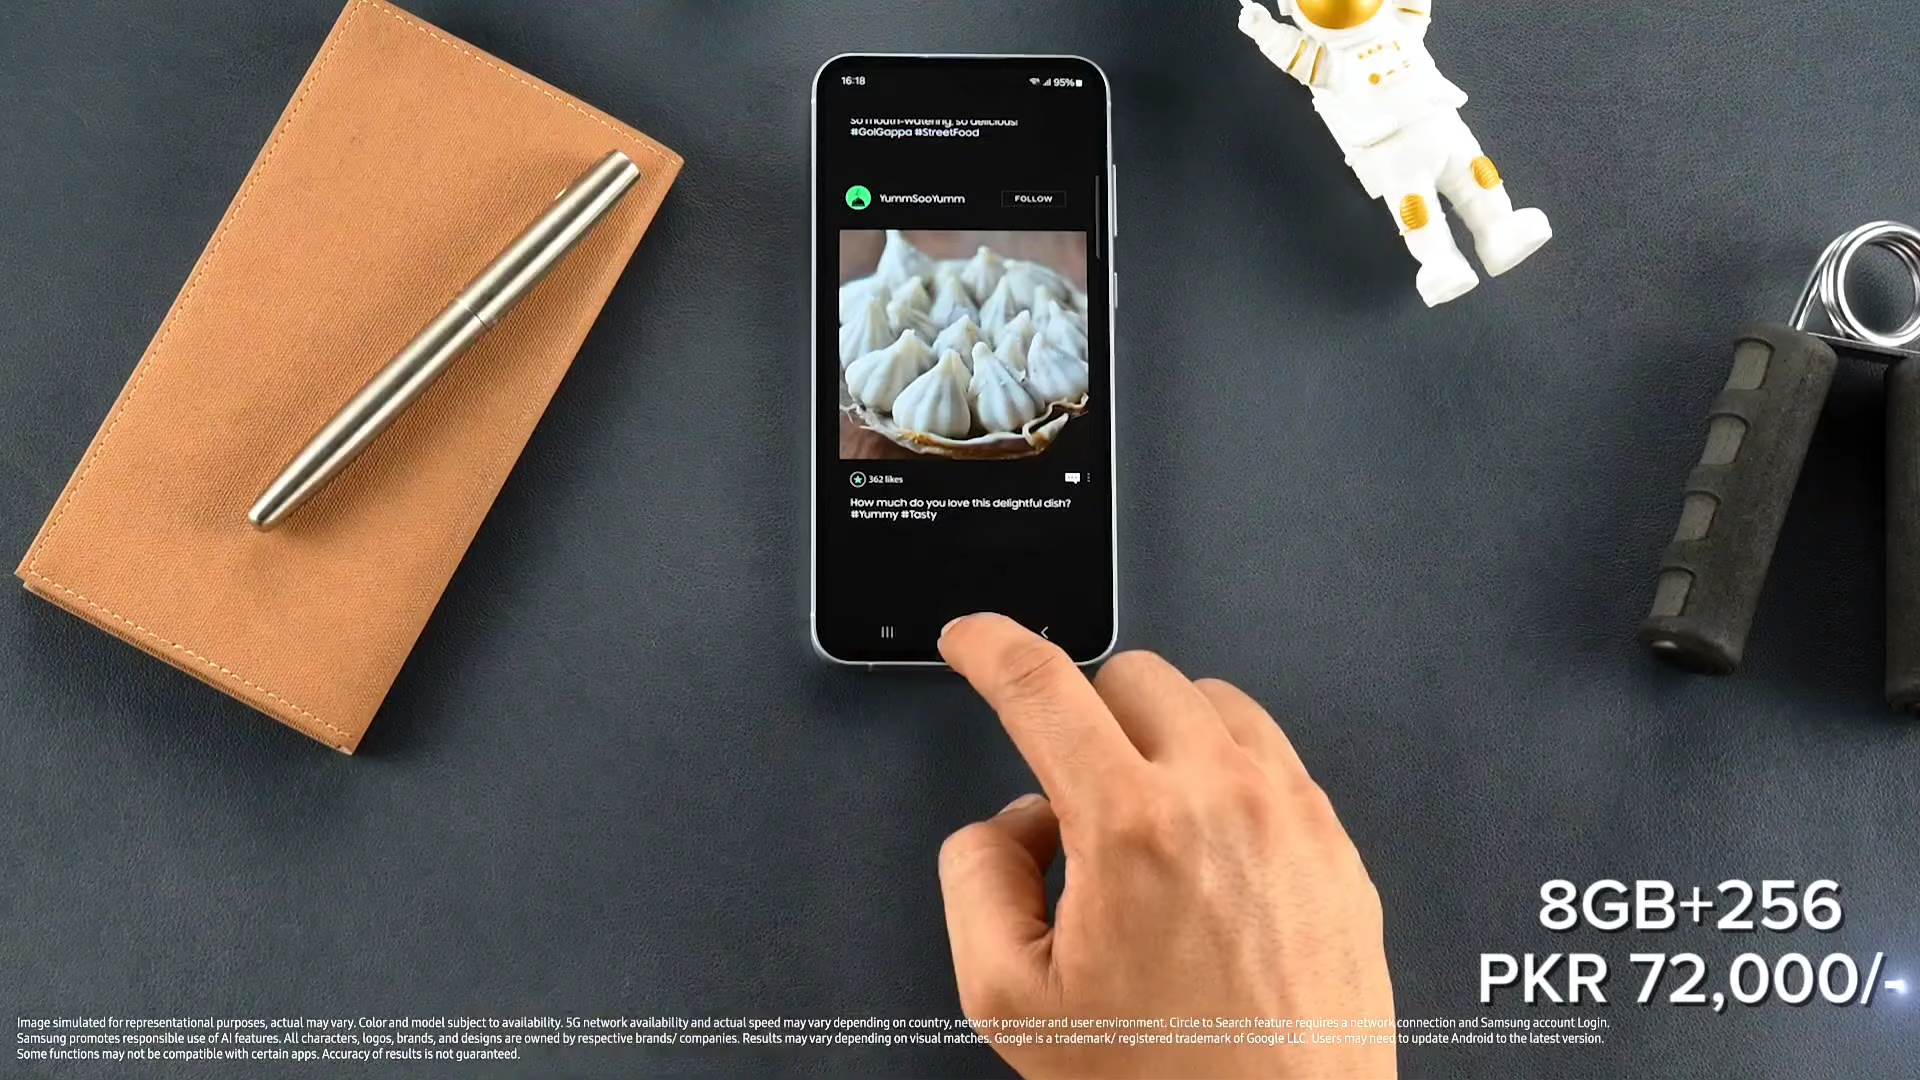 16:18
95%
so mouth-watering, so delicious!
#GolGappa #StreetFood
YummSooYumm
FOLLOW
362 likes
How much do you love this delightful dish?
#Yummy #Tasty
8GB+256
PKR 72,000/-
Image simulated for representational purposes, actual may vary. Color and model subject to availability. 5G network availability and actual speed may vary depending on country, network provider and user environment. Circle to Search feature requires a network connection and Samsung account Login.
Samsung promotes responsible use of AI features. All characters, logos, brands, and designs are owned by respective brands/ companies. Results may vary depending on visual matches. Google is a trademark/ registered trademark of Google LLC. Users may need to update Android to the latest version.
Some functions may not be compatible with certain apps. Accuracy of results is not guaranteed.